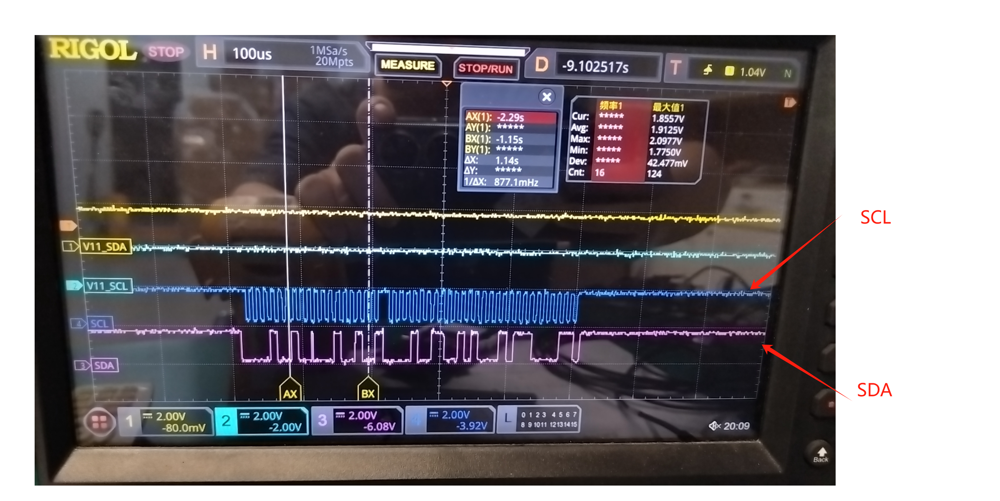 RIGOL STOP H 100us 1MSa/s
20Mpts
MEASURE STOP/RUN D -9.102517s T 1 1.04V N
AX(1): -2.29s
AY(1): *****
BX(1): -1.15s
BY(1): *****
ΔX: 1.14s
ΔY: *****
1/ΔX: 877.1mHz
频率1 最大值1
Cur: ***** 1.8557V
Avg: ***** 1.9125V
Max: ***** 2.0977V
Min: ***** 1.7750V
Dev: ***** 42.477mV
Cnt: 16 124
T
T
1 V11_SDA
2 V11_SCL
4 SCL
3 SDA
SCL
SDA
AX BX
1 2.00V
-80.0mV
2 2.00V
-2.00V
3 2.00V
-6.08V
4 2.00V
-3.92V
L 0 1 2 3 4 5 6 7
8 9 10 11 12 13 14 15
20:09
Back